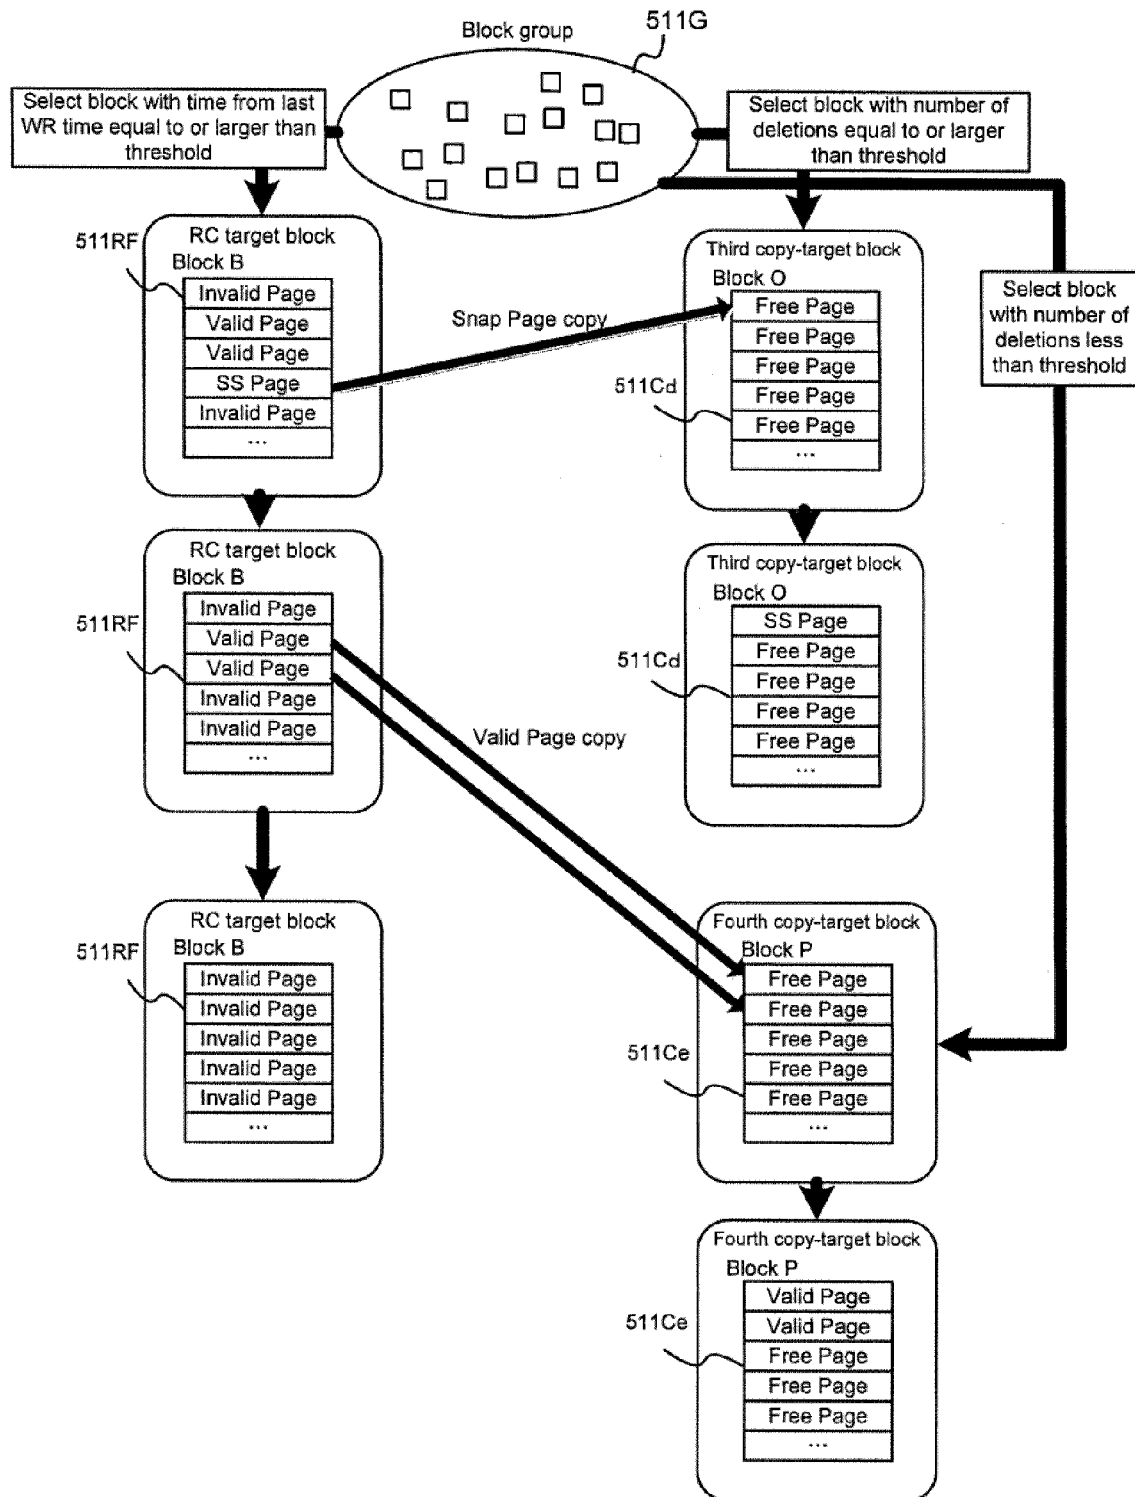 Block group
511G
Select block with time from last
WR time equal to or larger than
threshold
Select block with number of
deletions equal to or larger
than threshold
Select block
with number of
deletions less
than threshold
511RF
RC target block
Block B
Invalid Page
Valid Page
Valid Page
SS Page
Invalid Page
...
Snap Page copy
Third copy-target block
Block O
Free Page
Free Page
Free Page
Free Page
Free Page
...
511Cd
RC target block
Block B
511RF
Invalid Page
Valid Page
Valid Page
Invalid Page
Invalid Page
...
Valid Page copy
Third copy-target block
Block O
511Cd
SS Page
Free Page
Free Page
Free Page
Free Page
...
RC target block
511RF
Block B
Invalid Page
Invalid Page
Invalid Page
Invalid Page
Invalid Page
...
Fourth copy-target block
Block P
Free Page
Free Page
Free Page
Free Page
Free Page
...
511Ce
Fourth copy-target block
Block P
511Ce
Valid Page
Valid Page
Free Page
Free Page
Free Page
...